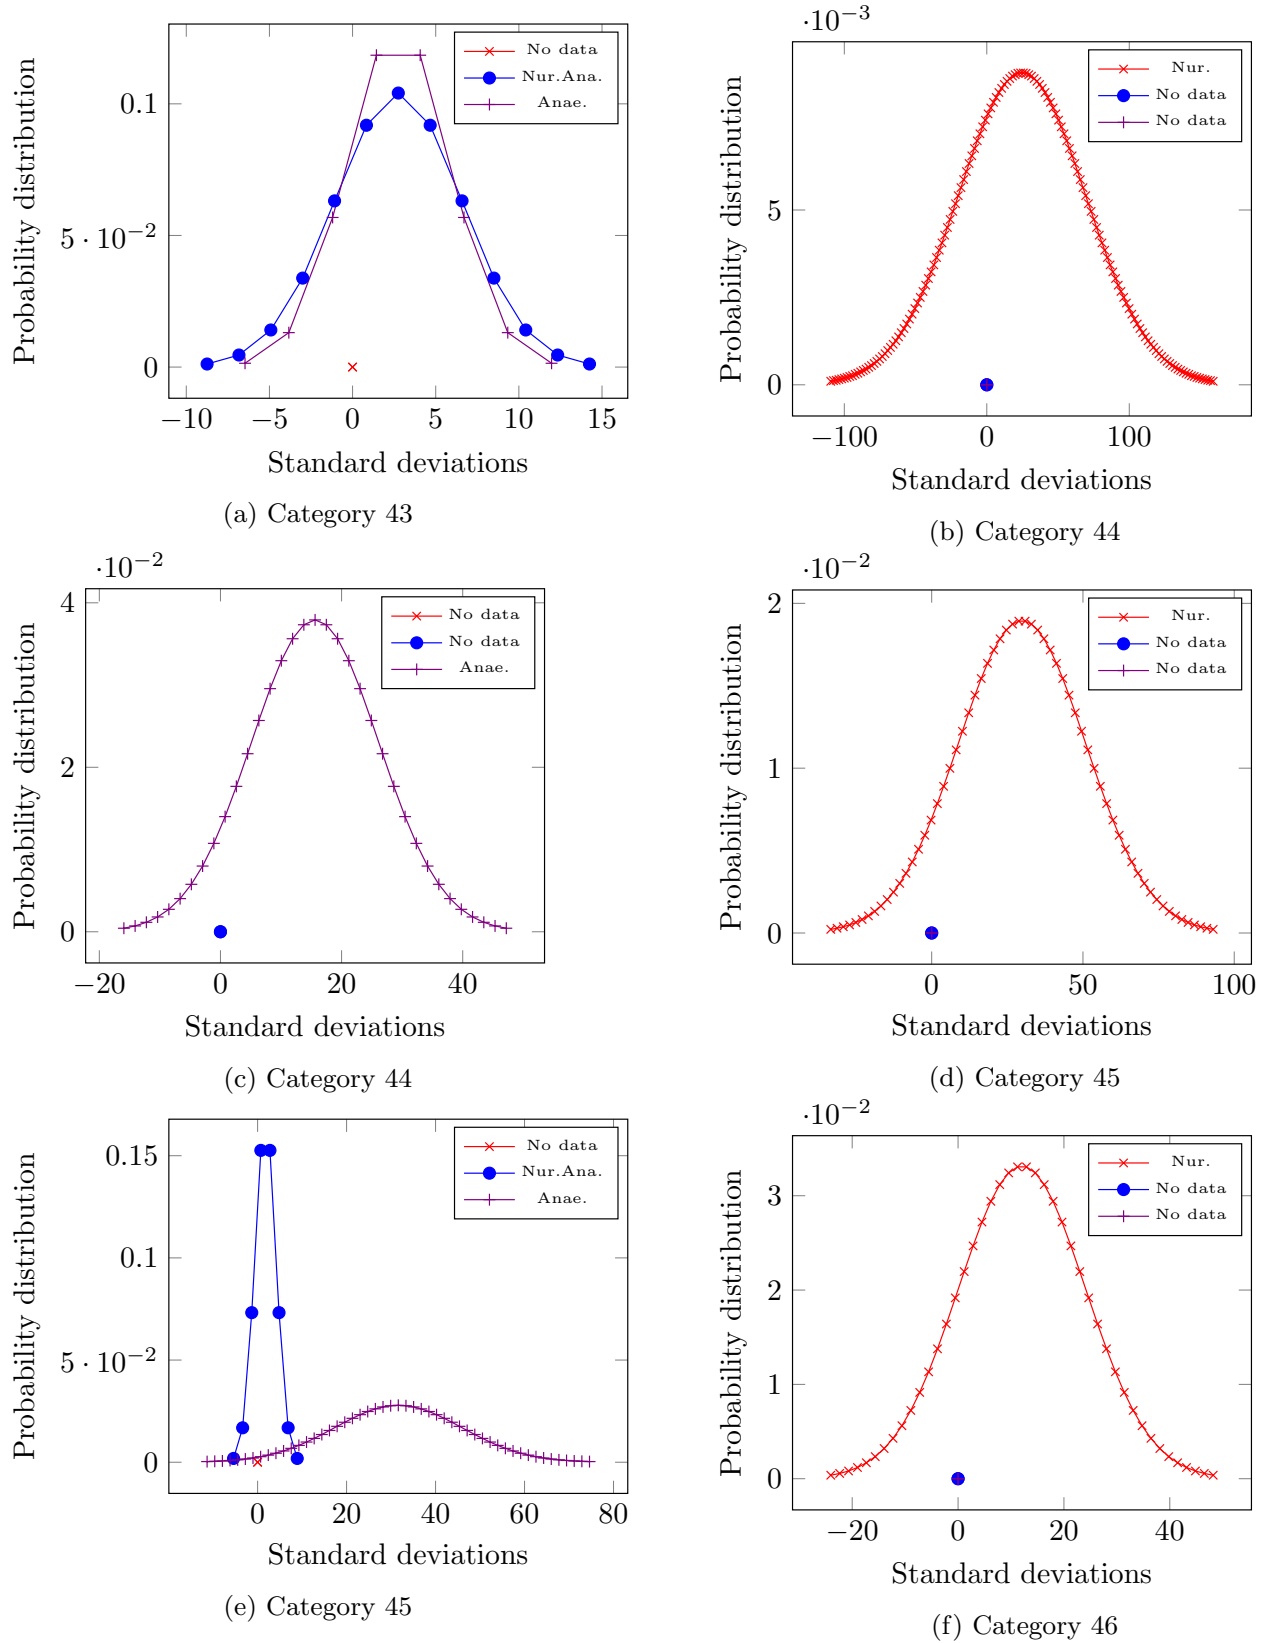 Probability distribution
0.1
5 · 10⁻²
0
−10 −5 0 5 10 15
Standard deviations
No data
Nur.Ana.
Anae.
(a) Category 43
·10⁻³
Probability distribution
5
0
−100 0 100
Standard deviations
Nur.
No data
No data
(b) Category 44
·10⁻²
Probability distribution
4
2
0
−20 0 20 40
Standard deviations
No data
No data
Anae.
(c) Category 44
·10⁻²
Probability distribution
2
1
0
0 50 100
Standard deviations
Nur.
No data
No data
(d) Category 45
Probability distribution
0.15
0.1
5 · 10⁻²
0
0 20 40 60 80
Standard deviations
No data
Nur.Ana.
Anae.
(e) Category 45
·10⁻²
Probability distribution
3
2
1
0
−20 0 20 40
Standard deviations
Nur.
No data
No data
(f) Category 46